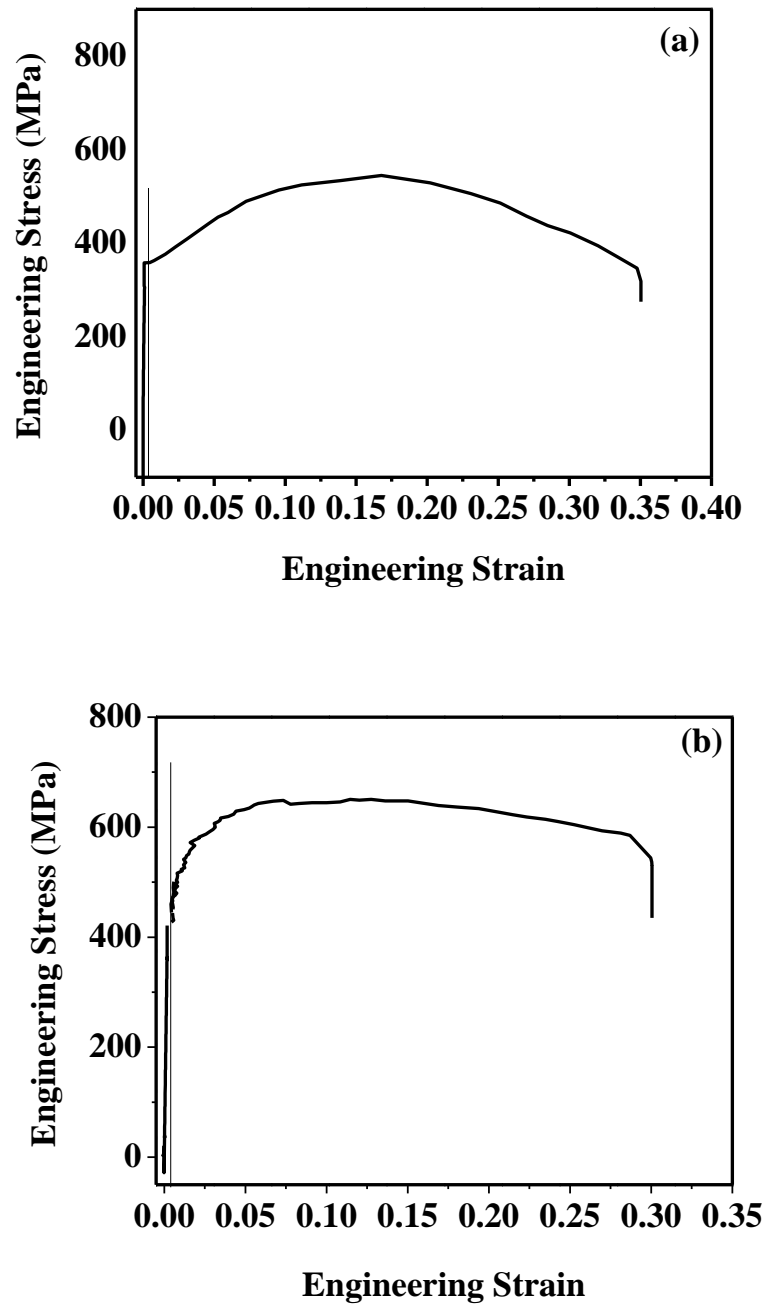 (a)
800
600
400
200
0
Engineering Stress (MPa)
0.00 0.05 0.10 0.15 0.20 0.25 0.30 0.35 0.40
Engineering Strain
(b)
800
600
400
200
0
Engineering Stress (MPa)
0.00 0.05 0.10 0.15 0.20 0.25 0.30 0.35
Engineering Strain